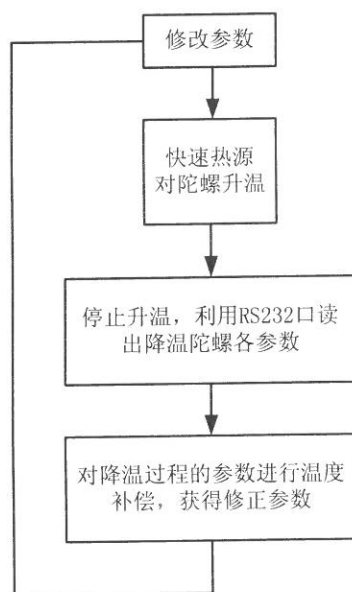 修改参数
快速热源
对陀螺升温
停止升温，利用RS232口读
出降温陀螺各参数
对降温过程的参数进行温度
补偿，获得修正参数